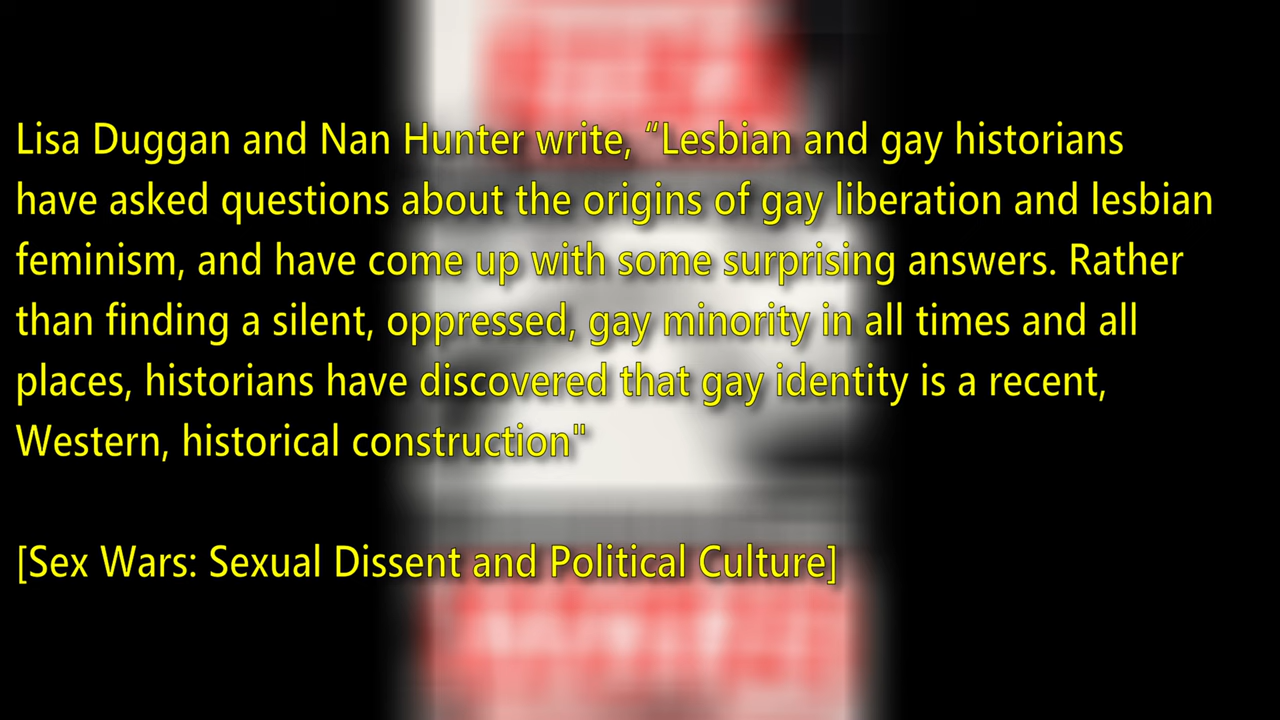 Lisa Duggan and Nan Hunter write, “Lesbian and gay historians
have asked questions about the origins of gay liberation and lesbian
feminism, and have come up with some surprising answers. Rather
than finding a silent, oppressed, gay minority in all times and all
places, historians have discovered that gay identity is a recent,
Western, historical construction"
[Sex Wars: Sexual Dissent and Political Culture]